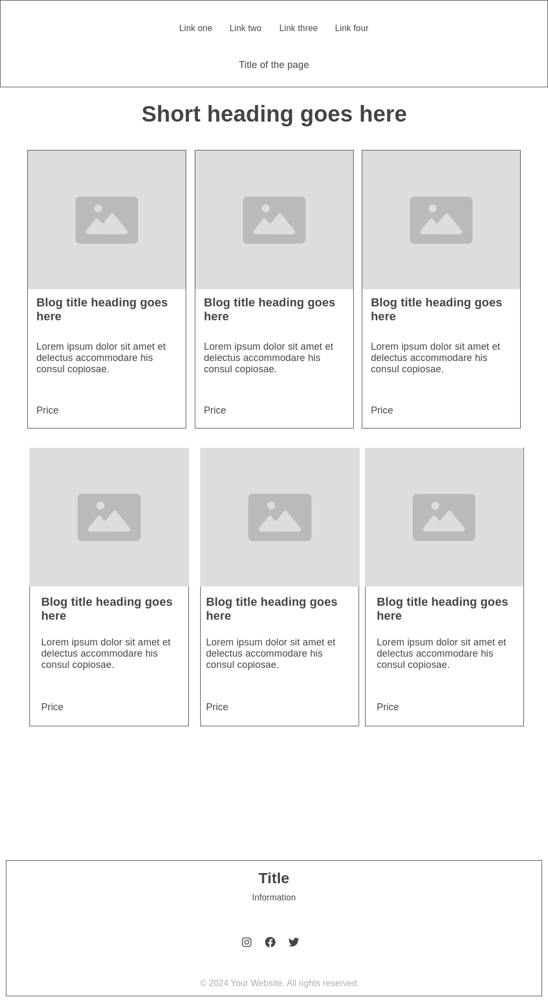 Link one Link two Link three Link four
Title of the page
Short heading goes here
Blog title heading goes
here
Lorem ipsum dolor sit amet et
delectus accommodare his
consul copiosae.
Price
Blog title heading goes
here
Lorem ipsum dolor sit amet et
delectus accommodare his
consul copiosae.
Price
Blog title heading goes
here
Lorem ipsum dolor sit amet et
delectus accommodare his
consul copiosae.
Price
Blog title heading goes
here
Lorem ipsum dolor sit amet et
delectus accommodare his
consul copiosae.
Price
Blog title heading goes
here
Lorem ipsum dolor sit amet et
delectus accommodare his
consul copiosae.
Price
Blog title heading goes
here
Lorem ipsum dolor sit amet et
delectus accommodare his
consul copiosae.
Price
Title
Information
© 2024 Your Website. All rights reserved.